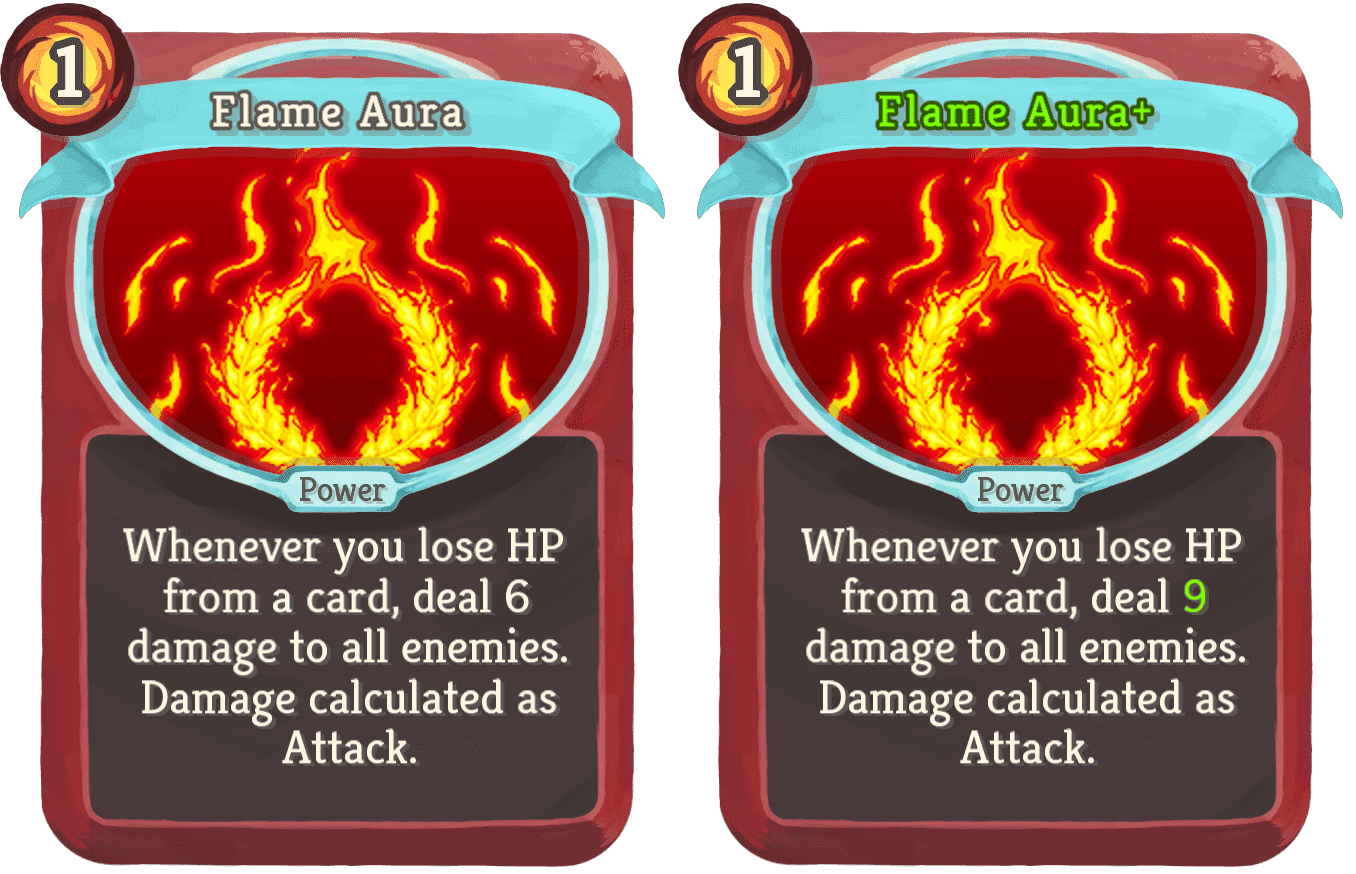 1
Flame Aura
Power
Whenever you lose HP
from a card, deal 6
damage to all enemies.
Damage calculated as
Attack.
1
Flame Aura+
Power
Whenever you lose HP
from a card, deal 9
damage to all enemies.
Damage calculated as
Attack.